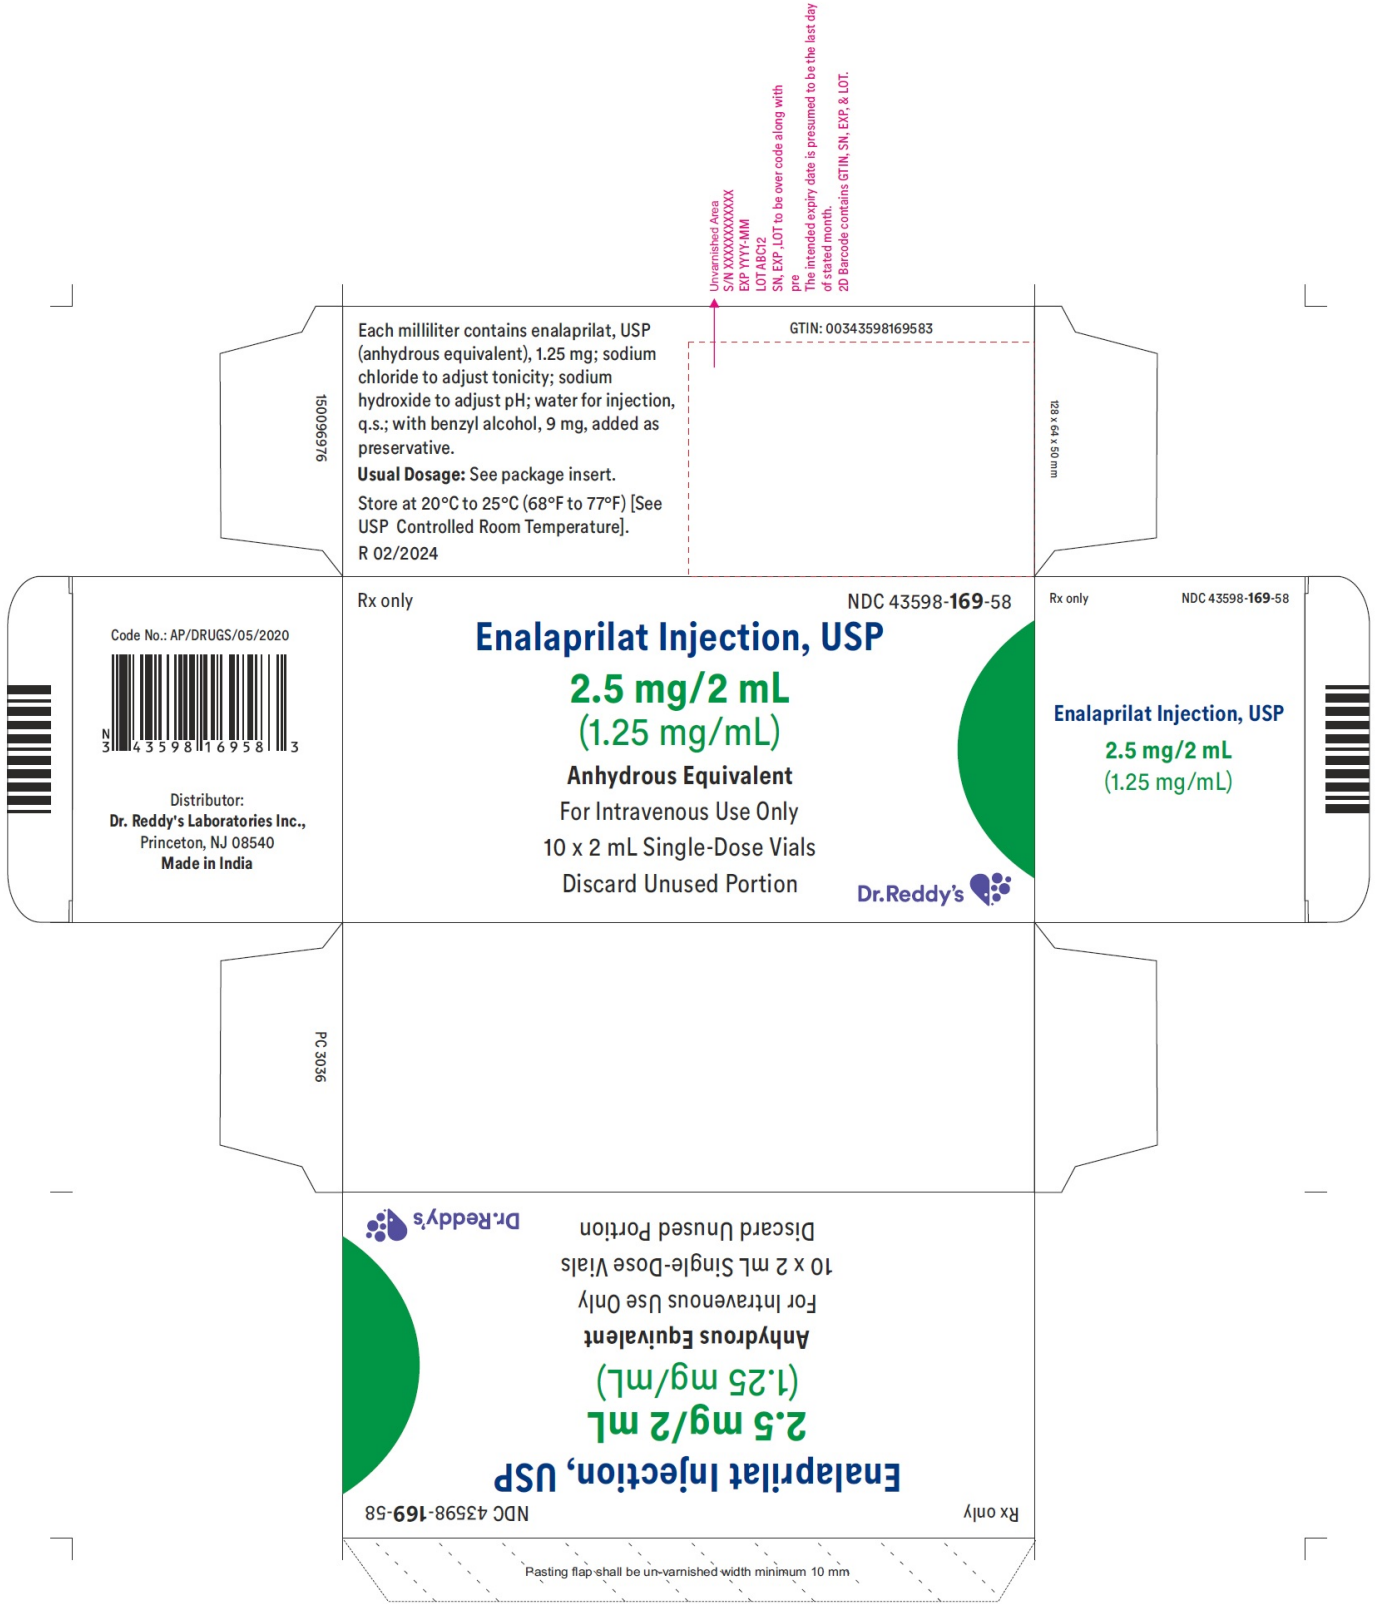 Unvarnished Area
S/N XXXXXXXXXXXX
EXP YYYY-MM
LOT ABC12
SN, EXP ,LOT to be over code along with
pre
The intended expiry date is presumed to be the last day
of stated month.
2D Barcode contains GTIN, SN, EXP, & LOT.
150096976
Each milliliter contains enalaprilat, USP
(anhydrous equivalent), 1.25 mg; sodium
chloride to adjust tonicity; sodium
hydroxide to adjust pH; water for injection,
q.s.; with benzyl alcohol, 9 mg, added as
preservative.
Usual Dosage: See package insert.
Store at 20°C to 25°C (68°F to 77°F) [See
USP Controlled Room Temperature].
R 02/2024
GTIN: 00343598169583
128 x 64 x 50 mm
Code No.: AP/DRUGS/05/2020
N
3 43598 16958 3
Distributor:
Dr. Reddy's Laboratories Inc.,
Princeton, NJ 08540
Made in India
Rx only
NDC 43598-169-58
Enalaprilat Injection, USP
2.5 mg/2 mL
(1.25 mg/mL)
Anhydrous Equivalent
For Intravenous Use Only
10 x 2 mL Single-Dose Vials
Discard Unused Portion
Dr.Reddy's
Rx only
NDC 43598-169-58
Enalaprilat Injection, USP
2.5 mg/2 mL
(1.25 mg/mL)
PC 3036
Rx only
NDC 43598-169-58
Enalaprilat Injection, USP
2.5 mg/2 mL
(1.25 mg/mL)
Anhydrous Equivalent
For Intravenous Use Only
10 x 2 mL Single-Dose Vials
Discard Unused Portion
Dr.Reddy's
Pasting flap shall be un-varnished width minimum 10 mm